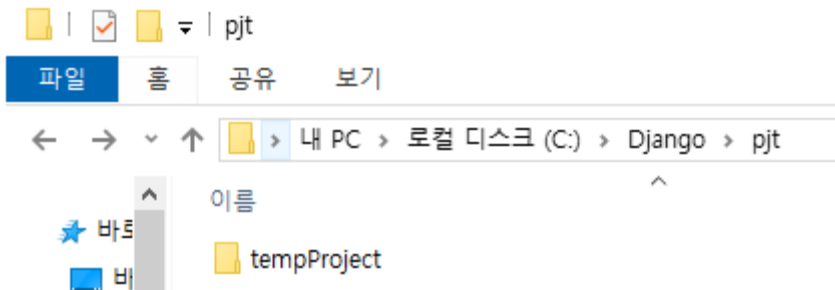 pjt
파일 홈 공유 보기
내 PC > 로컬 디스크 (C:) > Django > pjt
이름
tempProject